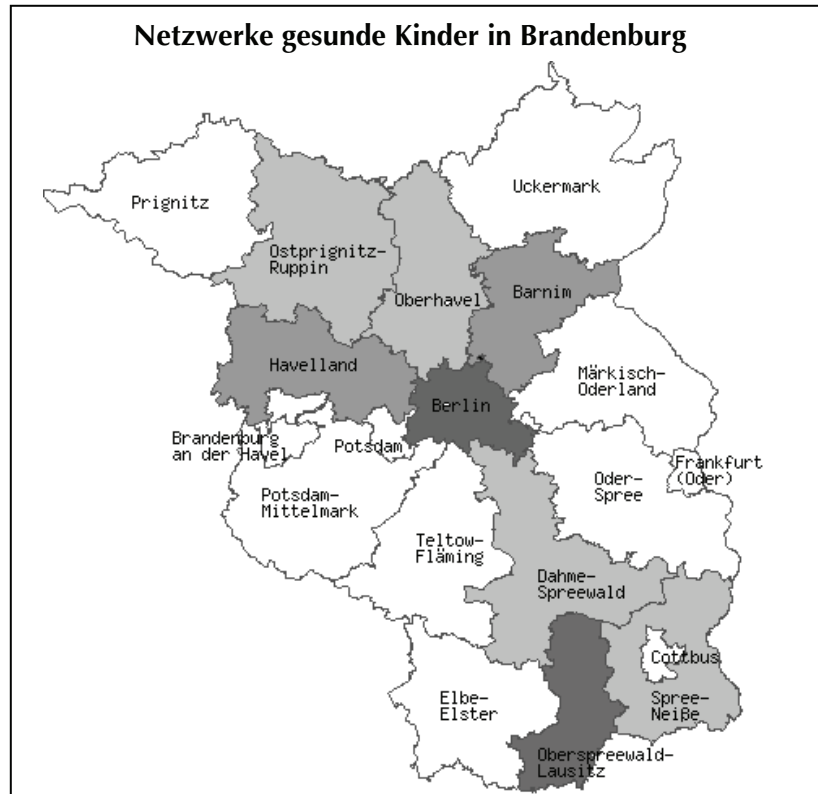 Netzwerke gesunde Kinder in Brandenburg
Prignitz
Uckermark
Ostprignitz-
Ruppin
Oberhavel
Barnim
Havelland
Märkisch-
Oderland
Berlin
Brandenburg
an der Havel
Potsdam
Frankfurt
(Oder)
Oder-
Spree
Potsdam-
Mittelmark
Teltow-
Fläming
Dahme-
Spreewald
Cottbus
Elbe-
Elster
Spree-
Neiße
Oberspreewald-
Lausitz